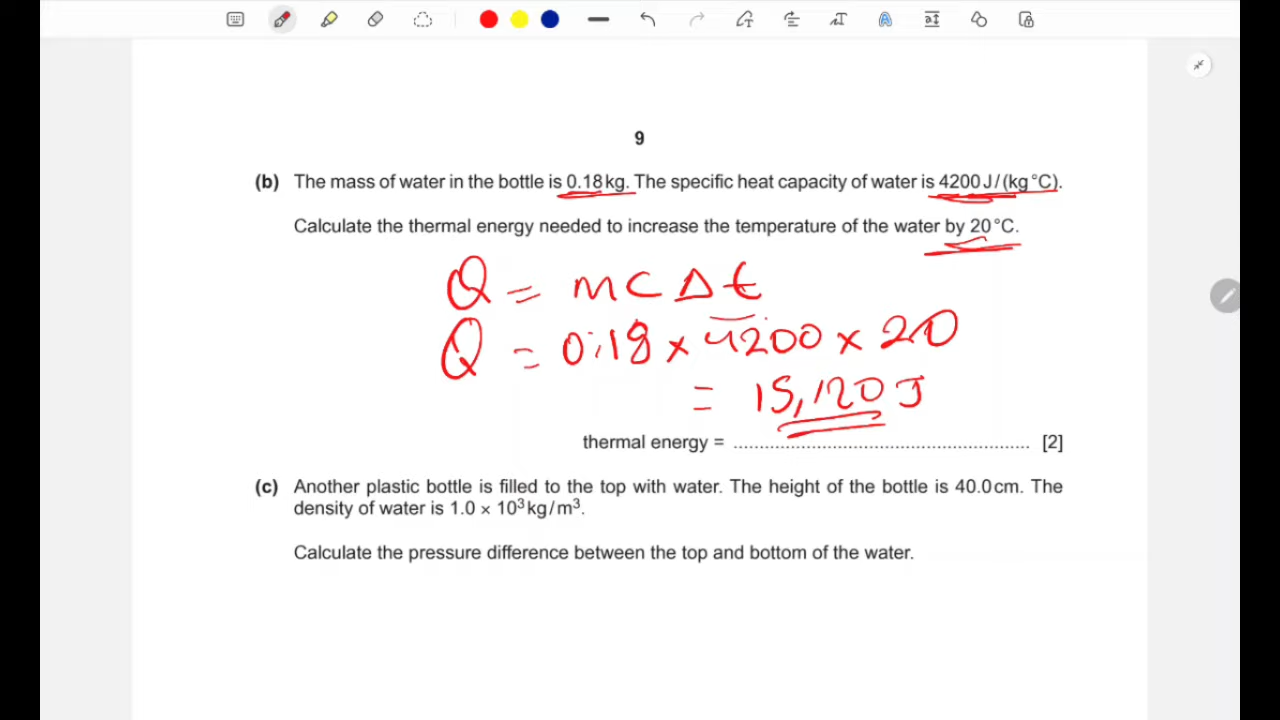 9
(b) The mass of water in the bottle is 0.18 kg. The specific heat capacity of water is 4200 J/(kg °C).
Calculate the thermal energy needed to increase the temperature of the water by 20 °C.
Q = mcΔt
Q = 0.18 × 4200 × 20
= 15,120 J
thermal energy = ........................................................ [2]
(c) Another plastic bottle is filled to the top with water. The height of the bottle is 40.0 cm. The
density of water is 1.0 × 10³ kg/m³.
Calculate the pressure difference between the top and bottom of the water.